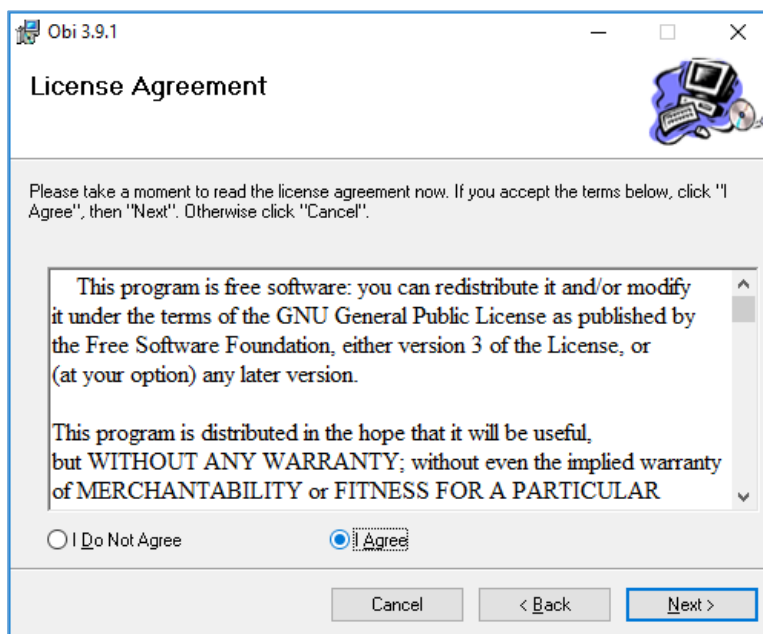 Obi 3.9.1
License Agreement
Please take a moment to read the license agreement now. If you accept the terms below, click "I
Agree", then "Next". Otherwise click "Cancel".
This program is free software: you can redistribute it and/or modify
it under the terms of the GNU General Public License as published by
the Free Software Foundation, either version 3 of the License, or
(at your option) any later version.
This program is distributed in the hope that it will be useful,
but WITHOUT ANY WARRANTY; without even the implied warranty
of MERCHANTABILITY or FITNESS FOR A PARTICULAR
I Do Not Agree I Agree
Cancel < Back Next >